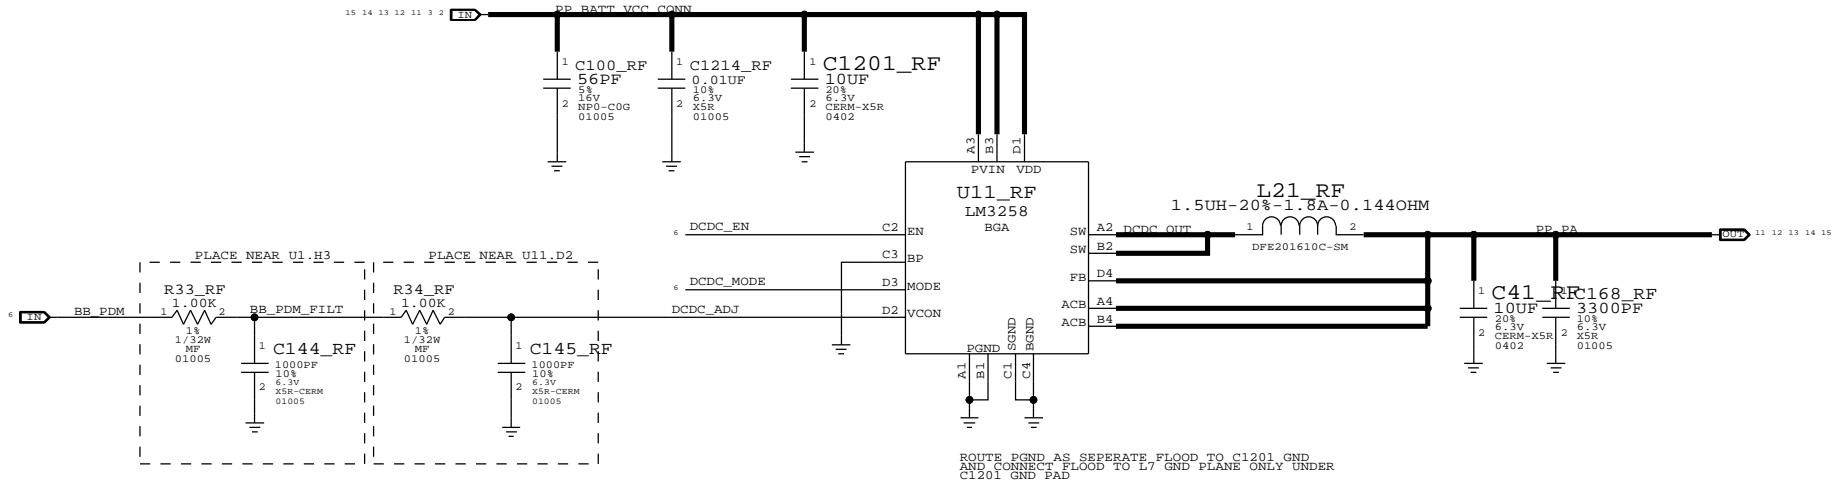 15 14 13 12 11 3 2 IN PP_BATT_VCC_CONN
1 C100_RF
56PF
5%
16V
2 NP0-C0G
01005
1 C1214_RF
0.01UF
10%
6.3V
2 X5R
01005
1 C1201_RF
10UF
20%
6.3V
2 CERM-X5R
0402
A3 B3 D1
PVIN VDD
U11_RF
LM3258
BGA
6 DCDC_EN C2 EN
C3 BP
6 DCDC_MODE D3 MODE
DCDC_ADJ D2 VCON
SW A2 DCDC_OUT
SW B2
FB D4
ACB A4
ACB B4
PGND SGND BGND
A1 B1 C1 C4
L21_RF
1.5UH-20%-1.8A-0.144OHM
1 2
DFE201610C-SM
PP_PA OUT 11 12 13 14 15
1 C41_RF
10UF
20%
6.3V
2 CERM-X5R
0402
1 C168_RF
3300PF
10%
6.3V
2 X5R
01005
PLACE NEAR U1.H3
PLACE NEAR U11.D2
6 IN BB_PDM
R33_RF
1.00K
1 2
1%
1/32W
MF
01005
BB_PDM_FILT
1 C144_RF
1000PF
10%
2 6.3V
X5R-CERM
01005
R34_RF
1.00K
1 2
1%
1/32W
MF
01005
1 C145_RF
1000PF
10%
2 6.3V
X5R-CERM
01005
ROUTE PGND AS SEPERATE FLOOD TO C1201 GND
AND CONNECT FLOOD TO L7 GND PLANE ONLY UNDER
C1201 GND PAD